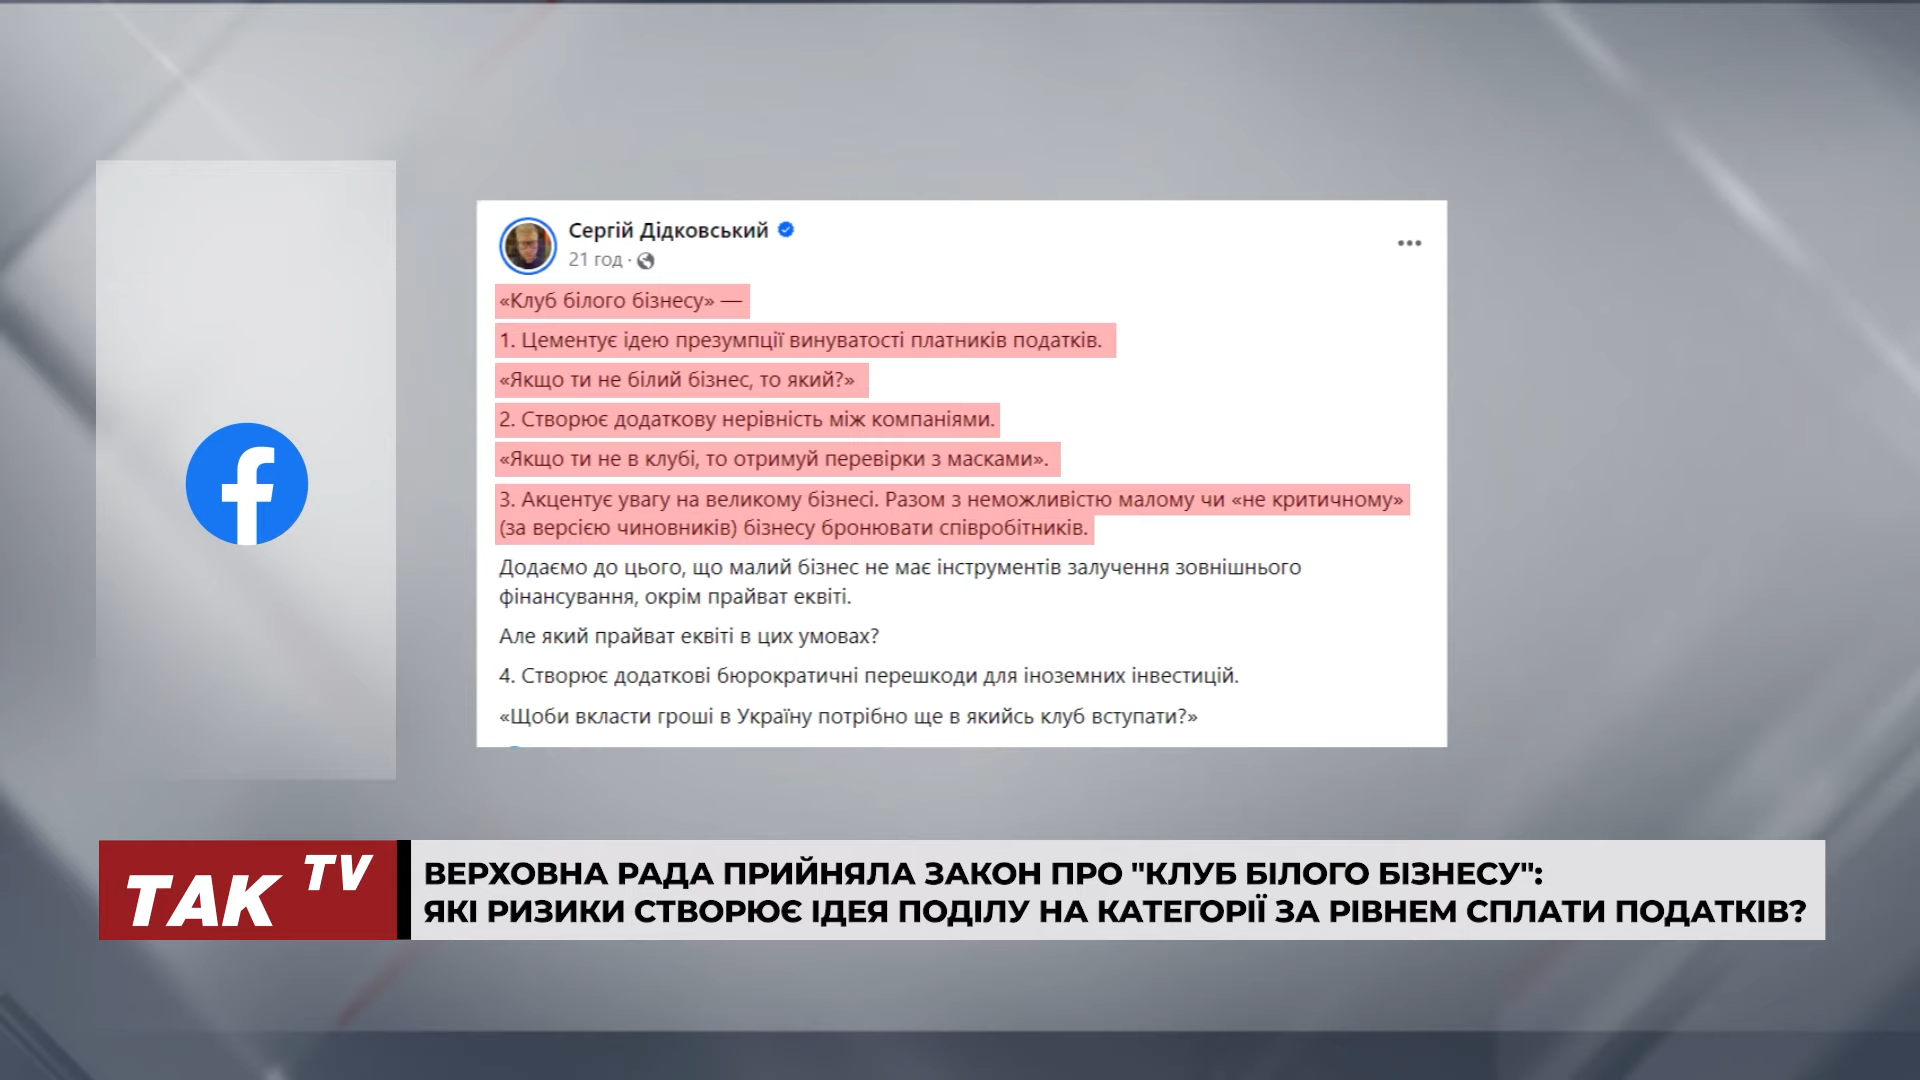 Сергій Дідковський
21 год ·
«Клуб білого бізнесу» —
1. Цементує ідею презумпції винуватості платників податків.
«Якщо ти не білий бізнес, то який?»
2. Створює додаткову нерівність між компаніями.
«Якщо ти не в клубі, то отримуй перевірки з масками».
3. Акцентує увагу на великому бізнесі. Разом з неможливістю малому чи «не критичному»
(за версією чиновників) бізнесу бронювати співробітників.
Додаємо до цього, що малий бізнес не має інструментів залучення зовнішнього
фінансування, окрім прайват еквіті.
Але який прайват еквіті в цих умовах?
4. Створює додаткові бюрократичні перешкоди для іноземних інвестицій.
«Щоби вкласти гроші в Україну потрібно ще в якийсь клуб вступати?»
ТАК TV
ВЕРХОВНА РАДА ПРИЙНЯЛА ЗАКОН ПРО "КЛУБ БІЛОГО БІЗНЕСУ":
ЯКІ РИЗИКИ СТВОРЮЄ ІДЕЯ ПОДІЛУ НА КАТЕГОРІЇ ЗА РІВНЕМ СПЛАТИ ПОДАТКІВ?